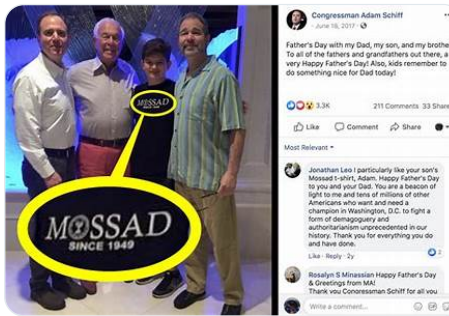 MOSSAD
MOSSAD
SINCE 1949
Congressman Adam Schiff
June 18, 2017
Father's Day with my Dad, my son, and my brothe
To all of the fathers and grandfathers out there, a
very Happy Father's Day! Also, kids remember to
do something nice for Dad today!
3.3K
211 Comments 33 Share
Like Comment Share
Most Relevant
Jonathan Leo I particularly like your son's
Mossad t-shirt, Adam. Happy Father's Day
to you and your Dad. You are a beacon of
light to me and tens of millions of other
Americans who want and need a
champion in Washington, D.C. to fight a
form of demagoguery and
authoritarianism unprecedented in our
history. Thank you for everything you do
and have done.
Like · Reply · 2y
2
Rosalyn S Minassian Happy Father's Day
& Greetings from MA!
Thank you Congressman Schiff for all you
Write a comment...